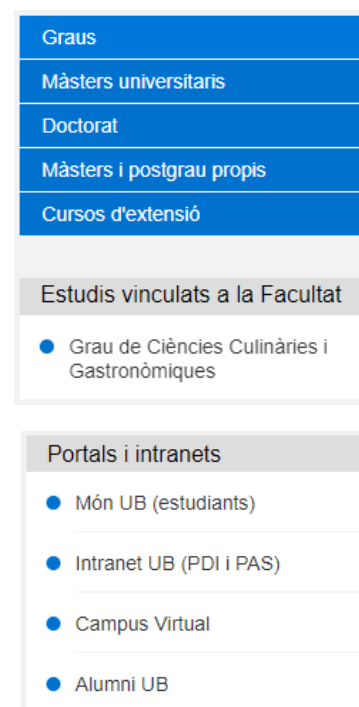 Graus
Màsters universitaris
Doctorat
Màsters i postgrau propis
Cursos d'extensió
Estudis vinculats a la Facultat
Grau de Ciències Culinàries i
Gastronòmiques
Portals i intranets
Món UB (estudiants)
Intranet UB (PDI i PAS)
Campus Virtual
Alumni UB